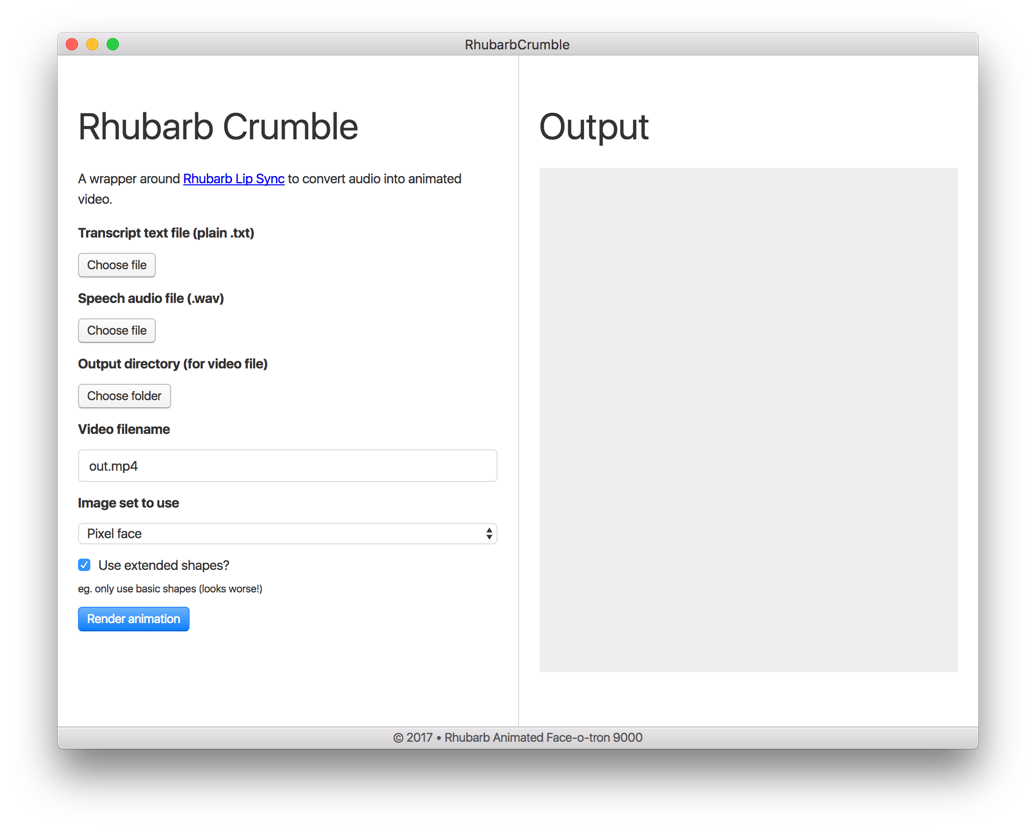 RhubarbCrumble
Rhubarb Crumble
A wrapper around Rhubarb Lip Sync to convert audio into animated
video.
Transcript text file (plain .txt)
Choose file
Speech audio file (.wav)
Choose file
Output directory (for video file)
Choose folder
Video filename
out.mp4
Image set to use
Pixel face
Use extended shapes?
eg. only use basic shapes (looks worse!)
Render animation
Output
© 2017 • Rhubarb Animated Face-o-tron 9000